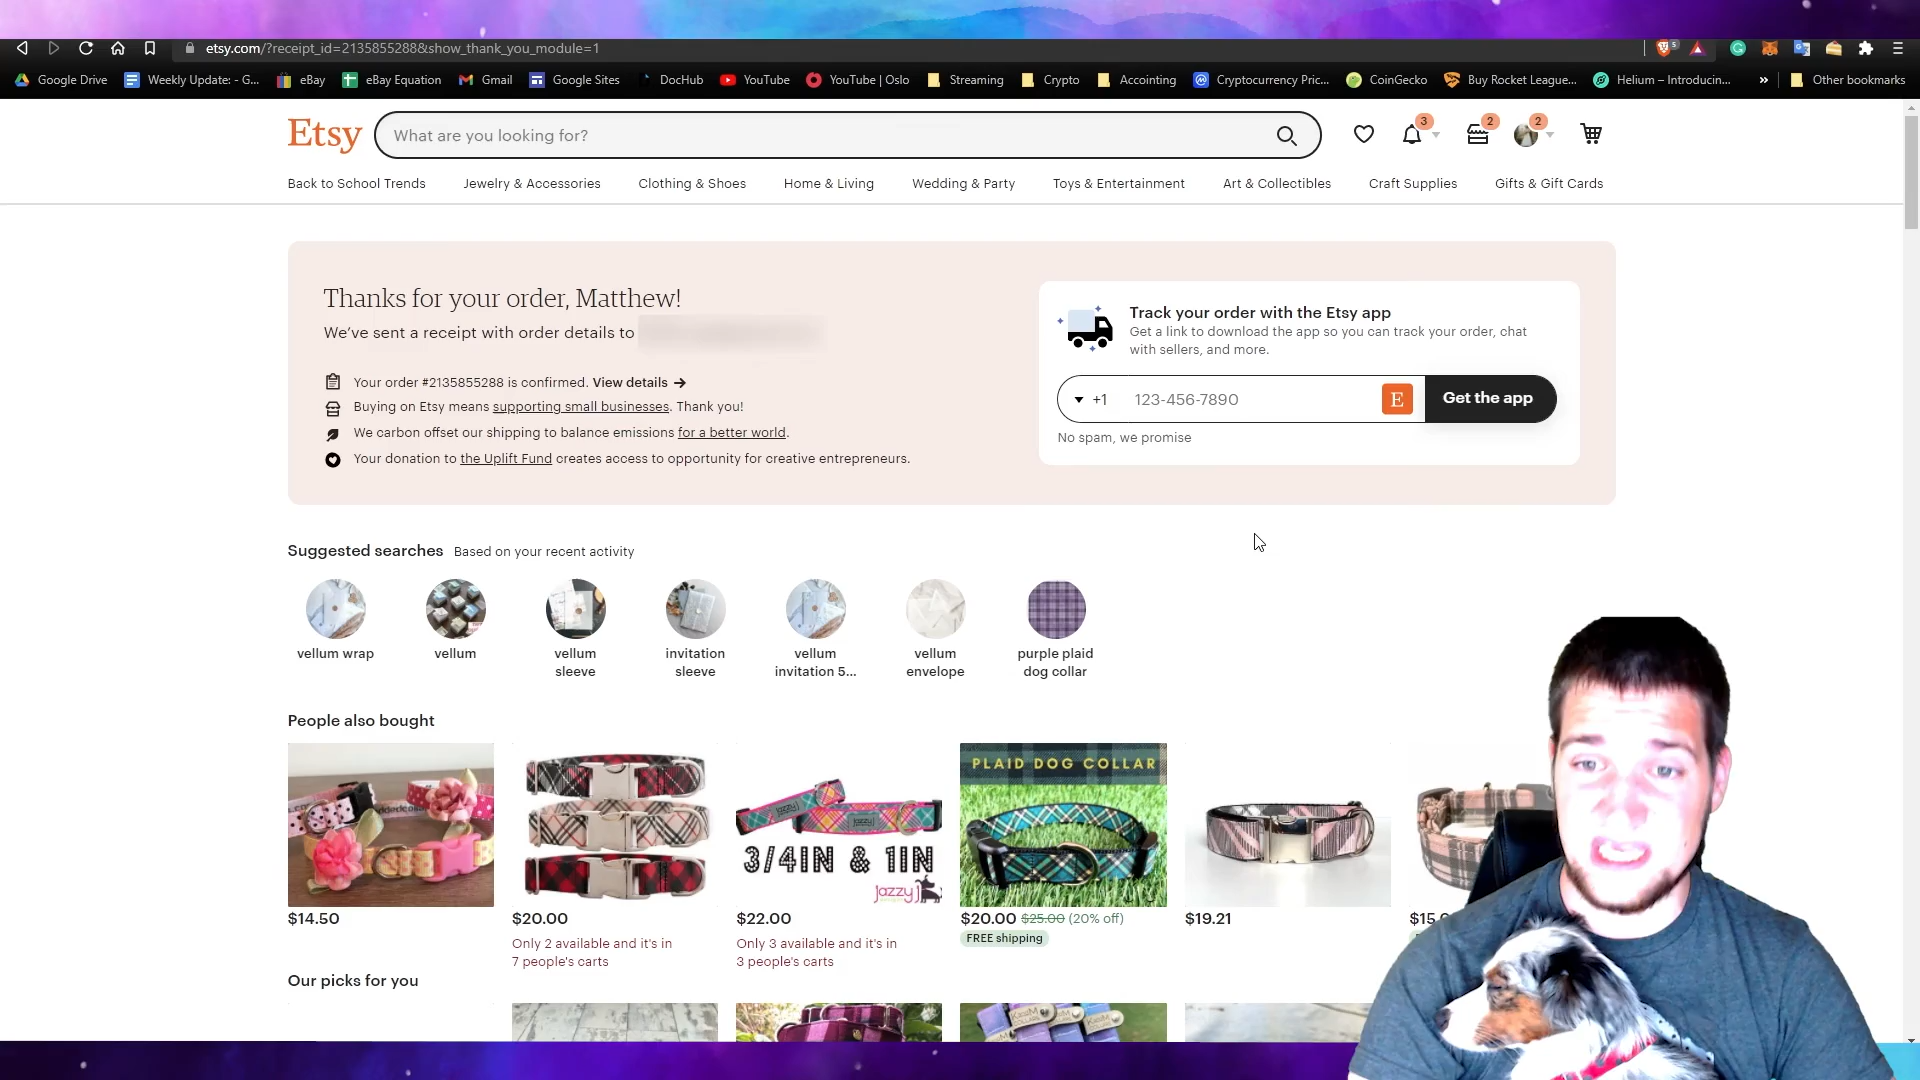 etsy.com/?receipt_id=2135855288&show_thank_you_module=1
5
Google Drive
Weekly Update: - G...
eBay
eBay Equation
Gmail
Google Sites
DocHub
YouTube
YouTube | Oslo
Streaming
Crypto
Accointing
Cryptocurrency Pric...
CoinGecko
Buy Rocket League...
Helium – Introducin...
»
Other bookmarks
Etsy
What are you looking for?
3
2
2
Back to School Trends
Jewelry & Accessories
Clothing & Shoes
Home & Living
Wedding & Party
Toys & Entertainment
Art & Collectibles
Craft Supplies
Gifts & Gift Cards
Thanks for your order, Matthew!
We've sent a receipt with order details to
Your order #2135855288 is confirmed. View details →
Buying on Etsy means supporting small businesses. Thank you!
We carbon offset our shipping to balance emissions for a better world.
Your donation to the Uplift Fund creates access to opportunity for creative entrepreneurs.
Track your order with the Etsy app
Get a link to download the app so you can track your order, chat
with sellers, and more.
+1
123-456-7890
E
Get the app
No spam, we promise
Suggested searches
Based on your recent activity
vellum wrap
vellum
vellum
sleeve
invitation
sleeve
vellum
invitation 5...
vellum
envelope
purple plaid
dog collar
People also bought
3/4IN & 1IN
jazzy j
PLAID DOG COLLAR
$14.50
$20.00
Only 2 available and it's in
7 people's carts
$22.00
Only 3 available and it's in
3 people's carts
$20.00 $25.00 (20% off)
FREE shipping
$19.21
Our picks for you